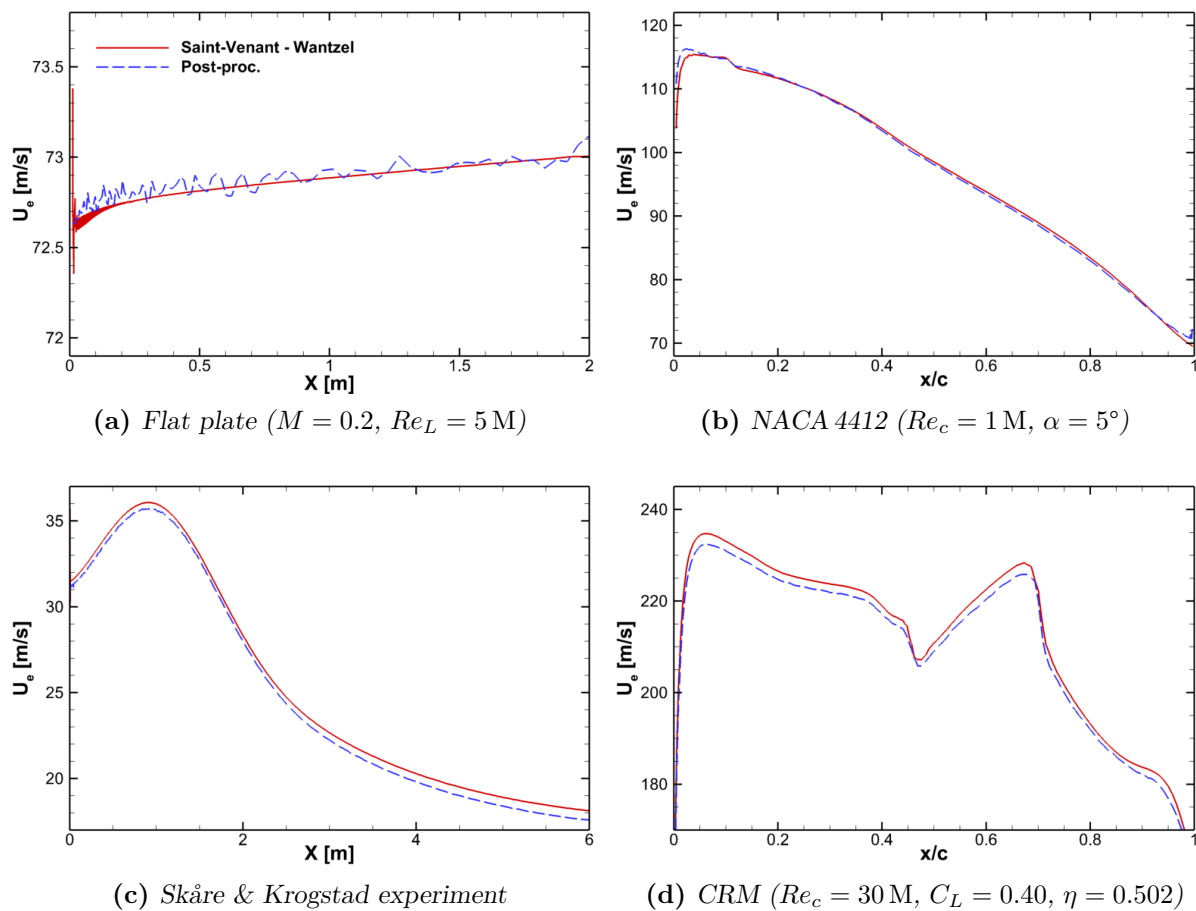 Saint-Venant - Wantzel
Post-proc.
73.5
73
72.5
72
U_e [m/s]
0 0.5 1 1.5 2
X [m]
(a) Flat plate (M = 0.2, Re_L = 5 M)
120
110
100
90
80
70
U_e [m/s]
0 0.2 0.4 0.6 0.8 1
x/c
(b) NACA 4412 (Re_c = 1 M, α = 5°)
35
30
25
20
U_e [m/s]
0 2 4 6
X [m]
(c) Skåre & Krogstad experiment
240
220
200
180
U_e [m/s]
0 0.2 0.4 0.6 0.8 1
x/c
(d) CRM (Re_c = 30 M, C_L = 0.40, η = 0.502)